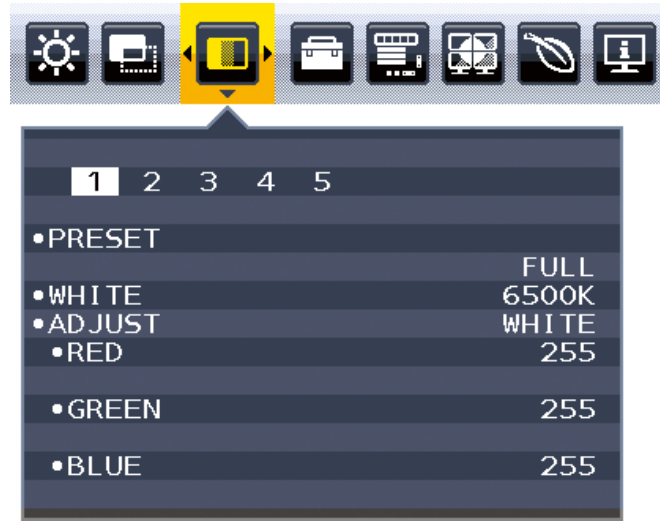 1 2 3 4 5
•PRESET
FULL
•WHITE 6500K
•ADJUST WHITE
•RED 255
•GREEN 255
•BLUE 255